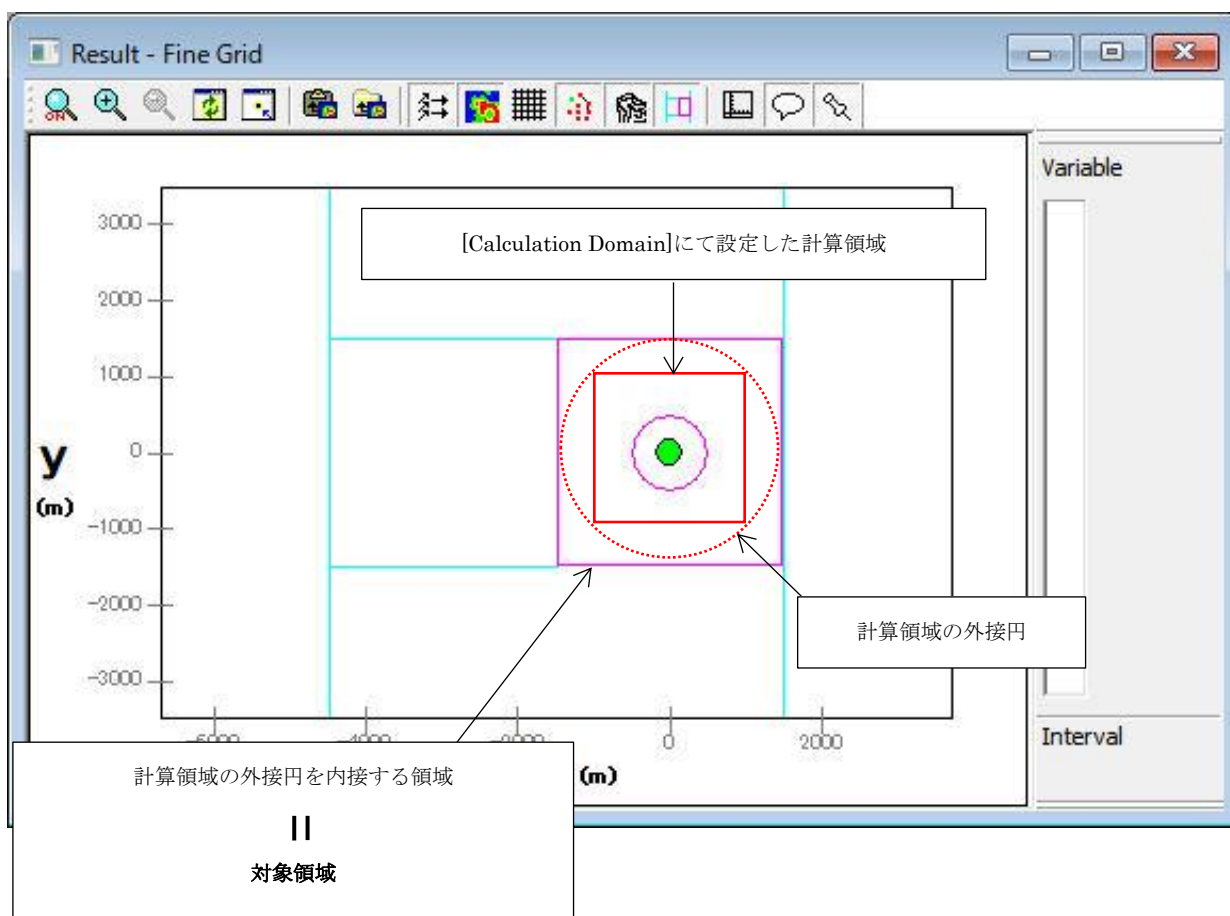 Result - Fine Grid
ON
Variable
3000
[Calculation Domain]にて設定した計算領域
2000
1000
y
0
(m)
-1000
計算領域の外接円
-2000
-3000
0
2000
Interval
(m)
計算領域の外接円を内接する領域
=
対象領域